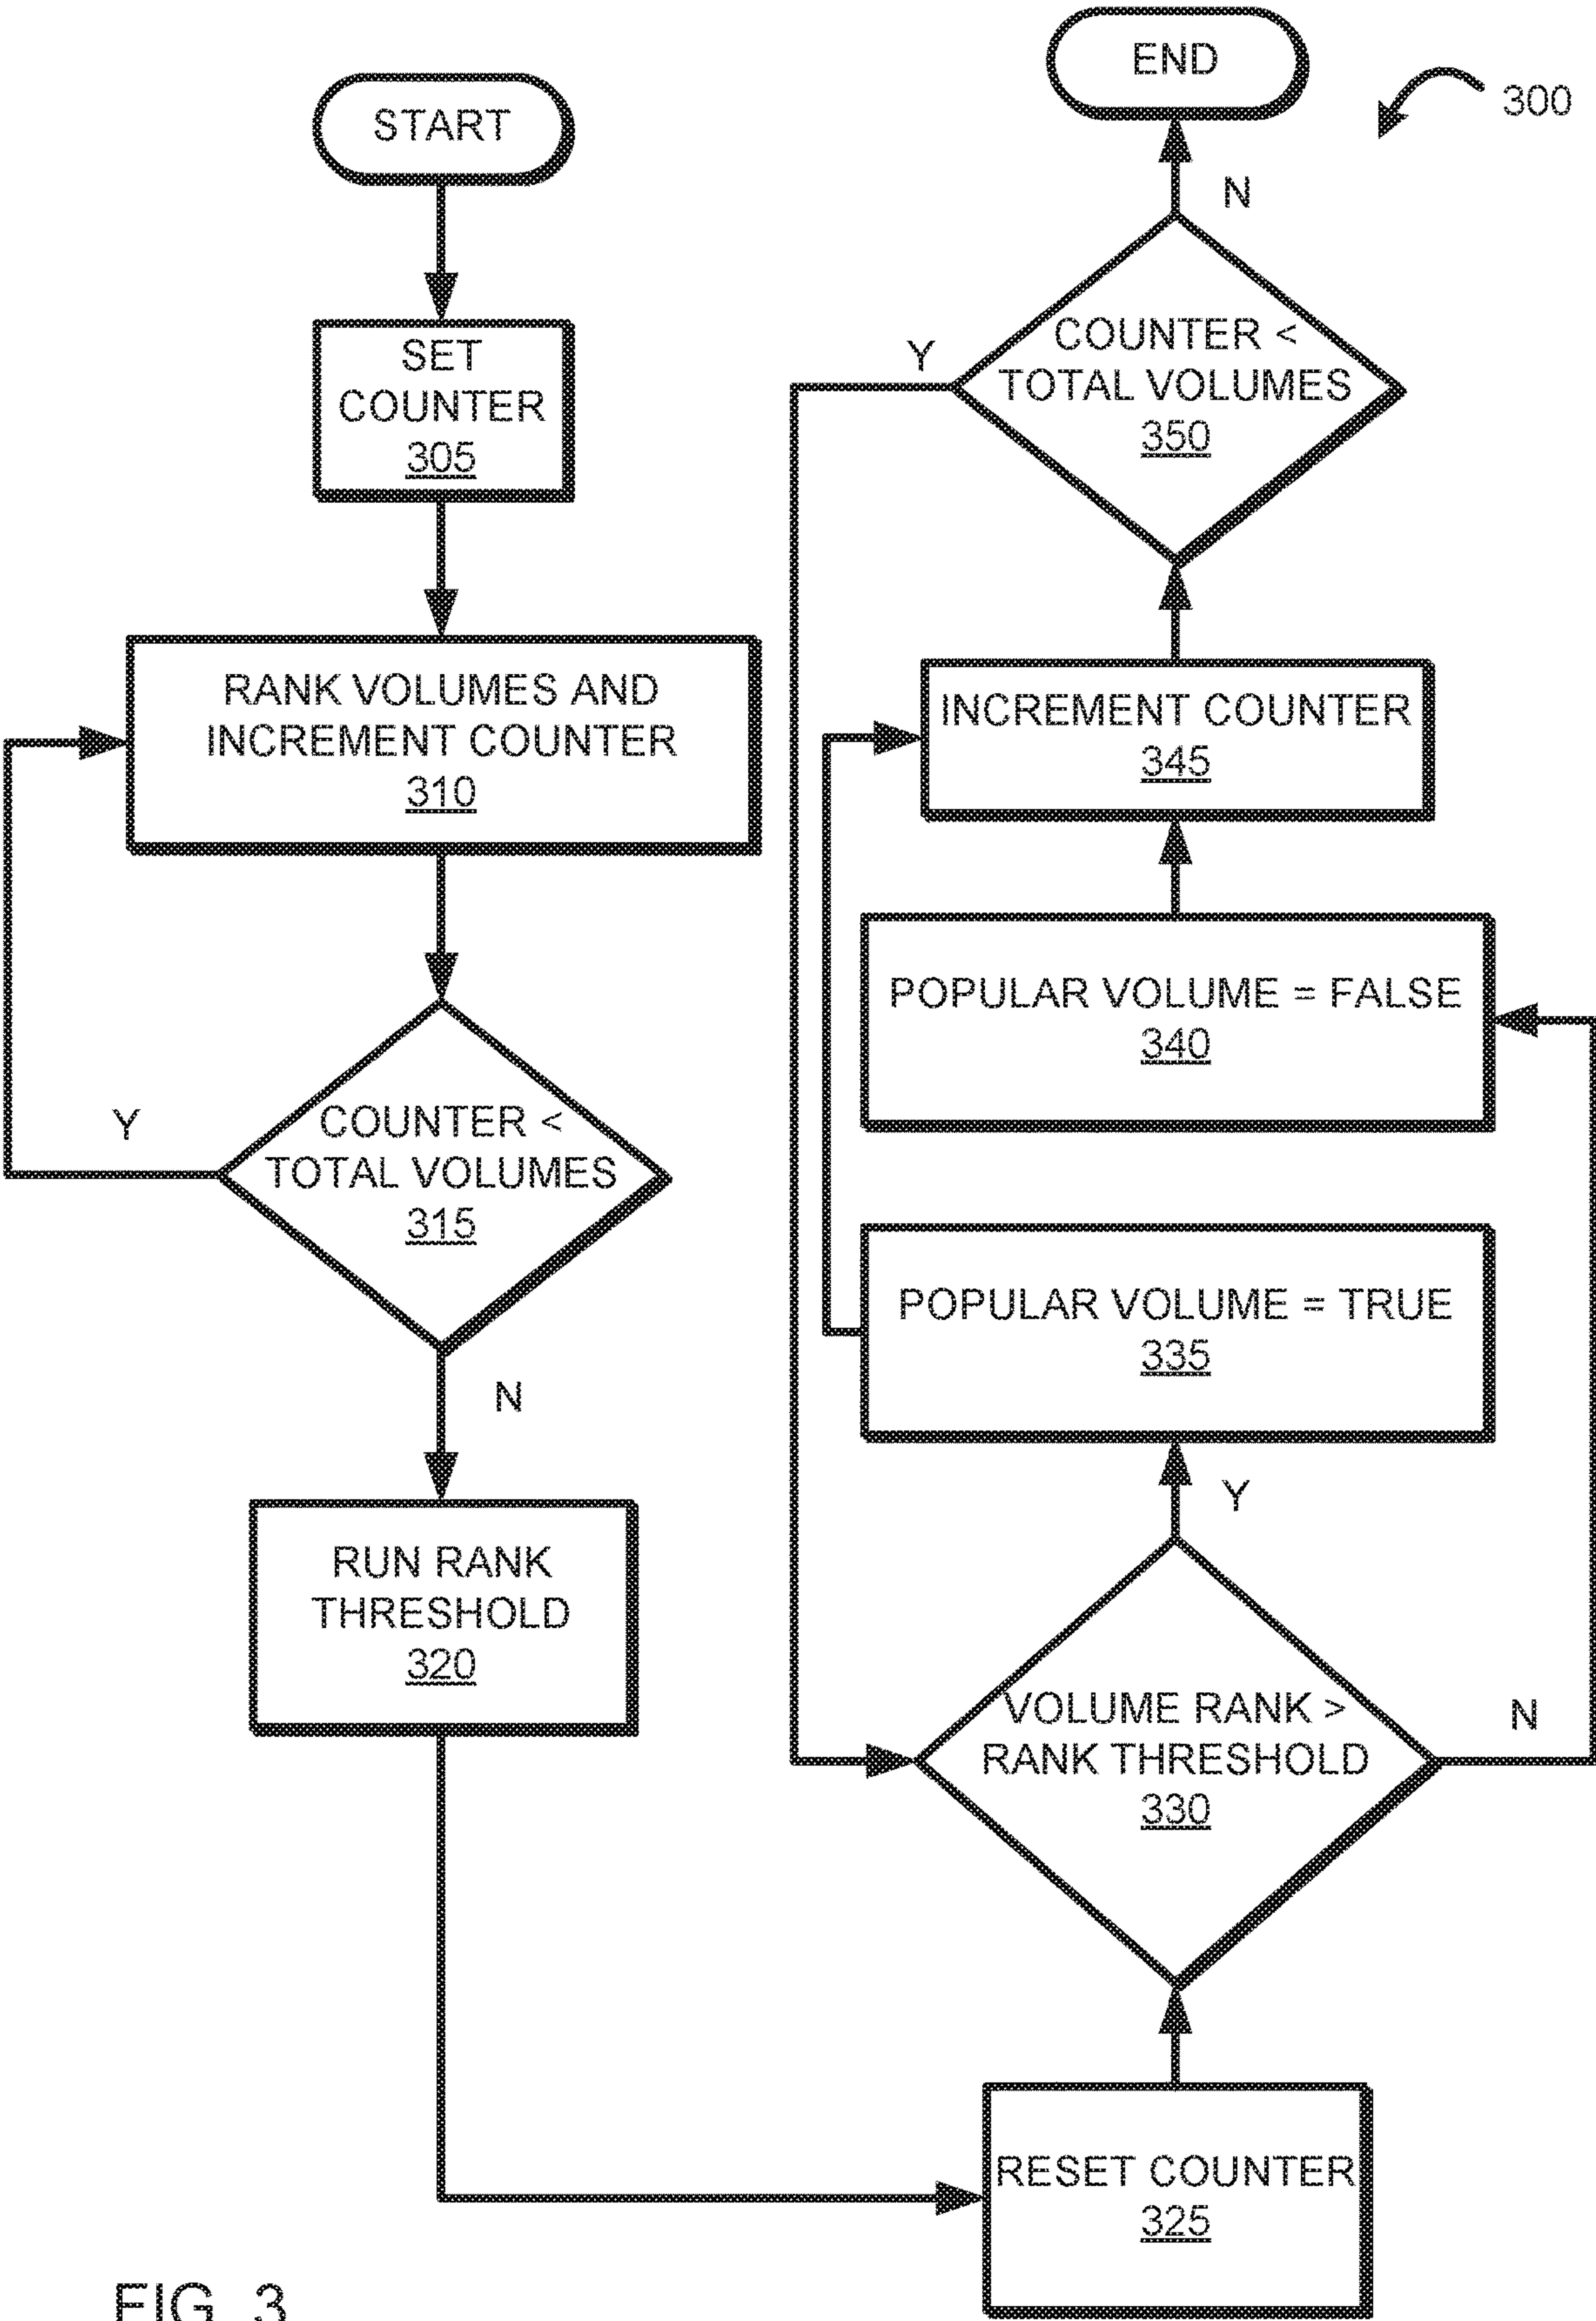 START
SET
COUNTER
305
RANK VOLUMES AND
INCREMENT COUNTER
310
COUNTER <
TOTAL VOLUMES
315
Y
N
RUN RANK
THRESHOLD
320
END
300
N
Y
COUNTER <
TOTAL VOLUMES
350
INCREMENT COUNTER
345
POPULAR VOLUME = FALSE
340
POPULAR VOLUME = TRUE
335
Y
VOLUME RANK >
RANK THRESHOLD
330
N
RESET COUNTER
325
FIG. 3